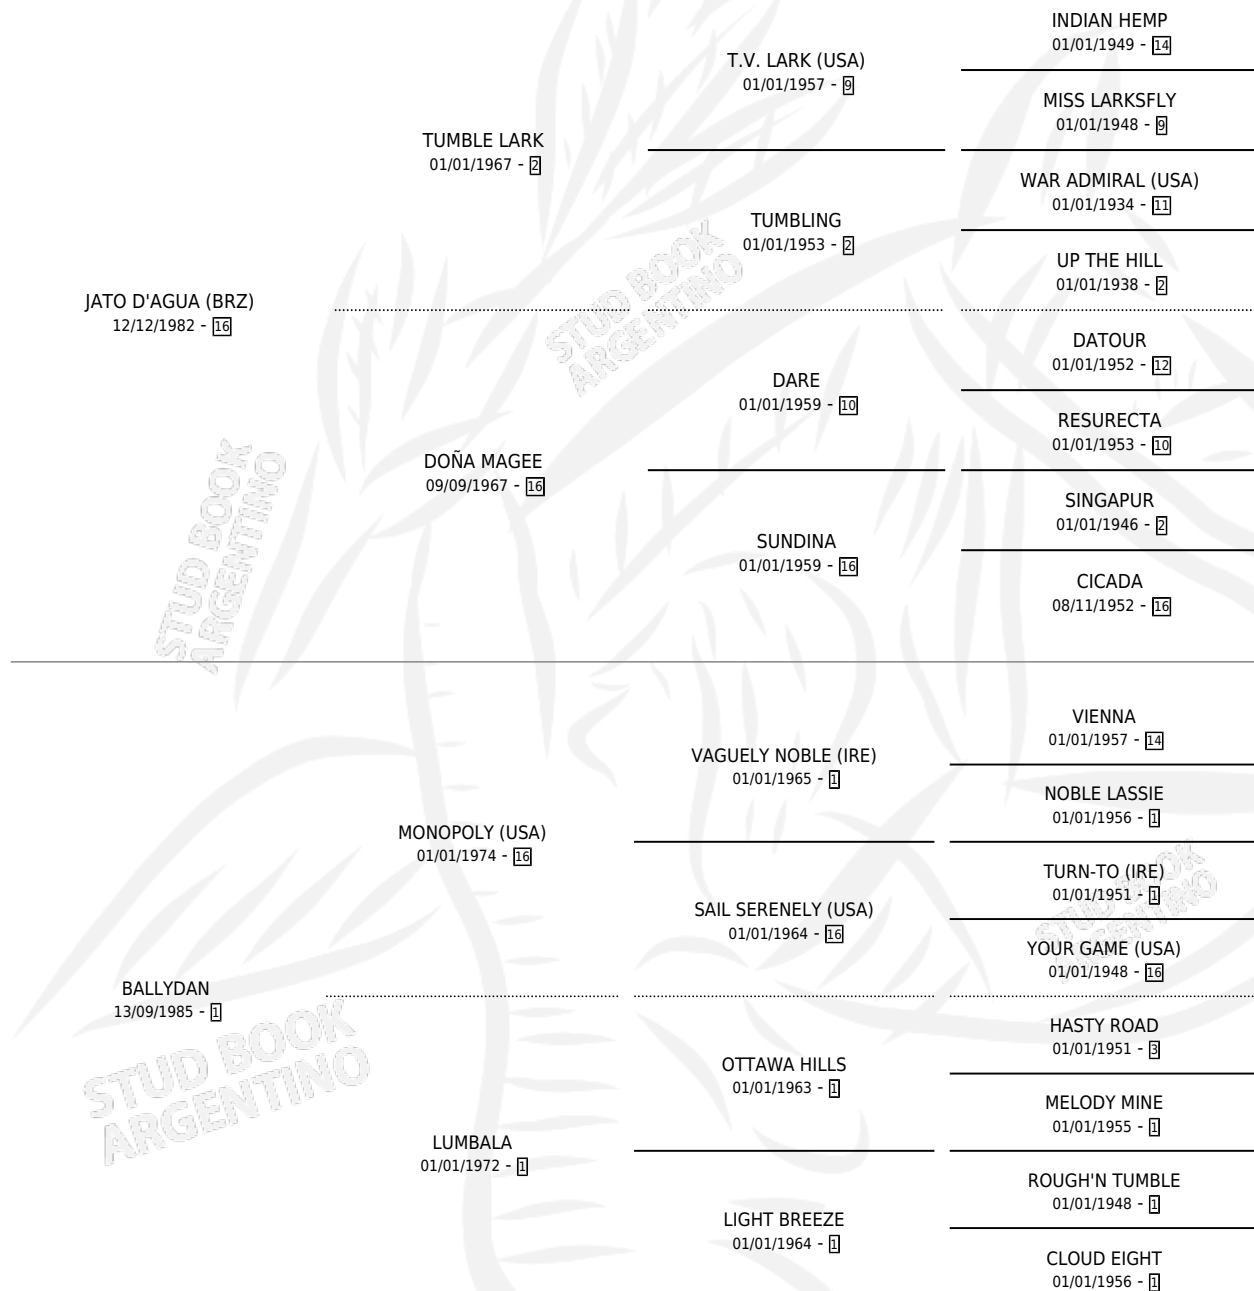 INDIAN HEMP
01/01/1949 - 14
T.V. LARK (USA)
01/01/1957 - 9
MISS LARKSFLY
01/01/1948 - 9
TUMBLE LARK
01/01/1967 - 2
WAR ADMIRAL (USA)
01/01/1934 - 11
TUMBLING
01/01/1953 - 2
UP THE HILL
01/01/1938 - 2
JATO D'AGUA (BRZ)
12/12/1982 - 16
DATOUR
01/01/1952 - 12
DARE
01/01/1959 - 10
RESURECTA
01/01/1953 - 10
DOÑA MAGEE
09/09/1967 - 16
SINGAPUR
01/01/1946 - 2
SUNDINA
01/01/1959 - 16
CICADA
08/11/1952 - 16
VIENNA
01/01/1957 - 14
VAGUELY NOBLE (IRE)
01/01/1965 - 1
NOBLE LASSIE
01/01/1956 - 1
MONOPOLY (USA)
01/01/1974 - 16
TURN-TO (IRE)
01/01/1951 - 1
SAIL SERENELY (USA)
01/01/1964 - 16
YOUR GAME (USA)
01/01/1948 - 16
BALLYDAN
13/09/1985 - 1
HASTY ROAD
01/01/1951 - 3
OTTAWA HILLS
01/01/1963 - 1
MELODY MINE
01/01/1955 - 1
LUMBALA
01/01/1972 - 1
ROUGH'N TUMBLE
01/01/1948 - 1
LIGHT BREEZE
01/01/1964 - 1
CLOUD EIGHT
01/01/1956 - 1
STUD BOOK
ARGENTINO
STUD BOOK
ARGENTINO
STUD BOOK
ARGENTINO
STUD BOOK
ARGENTINO